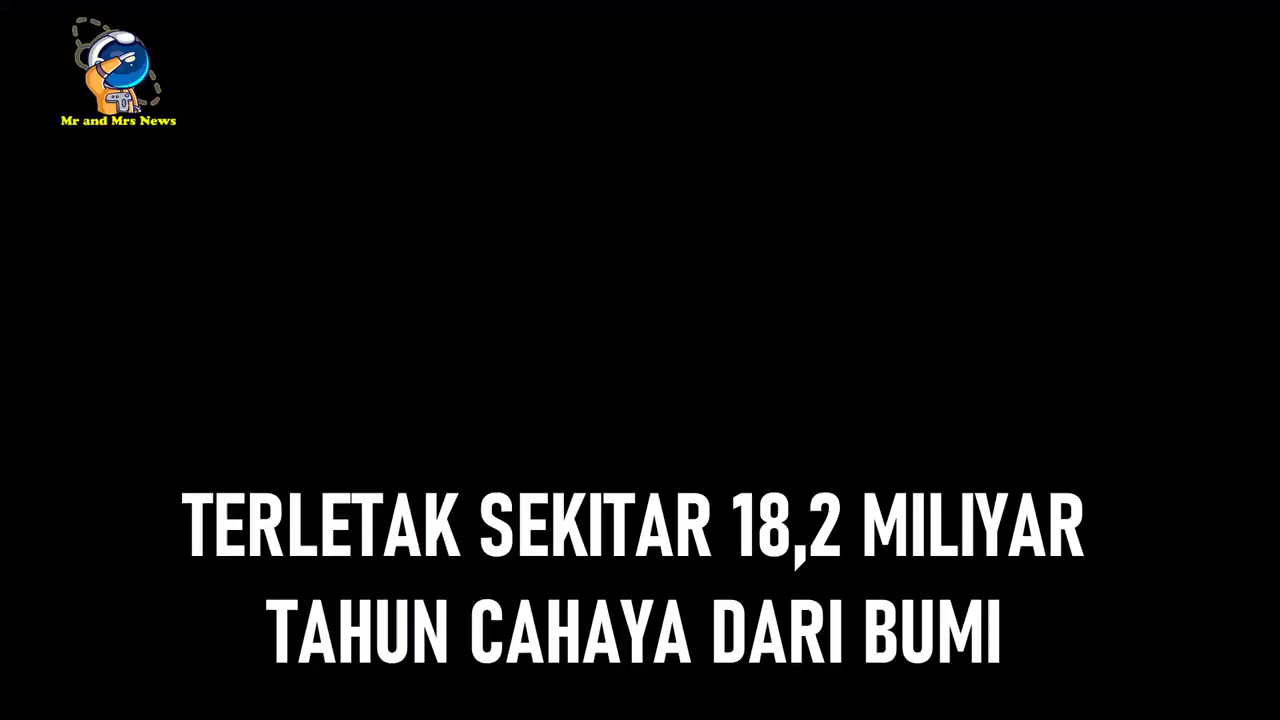 Mr and Mrs News
TERLETAK SEKITAR 18,2 MILIYAR
TAHUN CAHAYA DARI BUMI